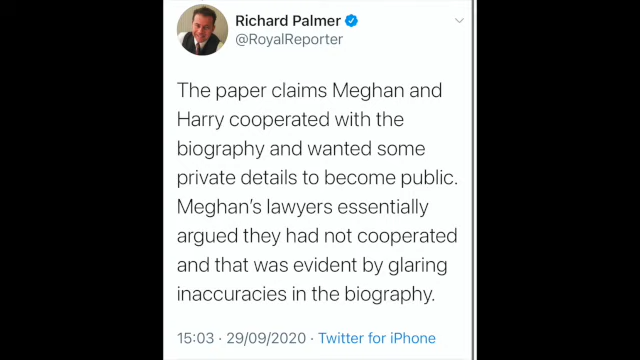 Richard Palmer
@RoyalReporter
The paper claims Meghan and
Harry cooperated with the
biography and wanted some
private details to become public.
Meghan’s lawyers essentially
argued they had not cooperated
and that was evident by glaring
inaccuracies in the biography.
15:03 · 29/09/2020 · Twitter for iPhone